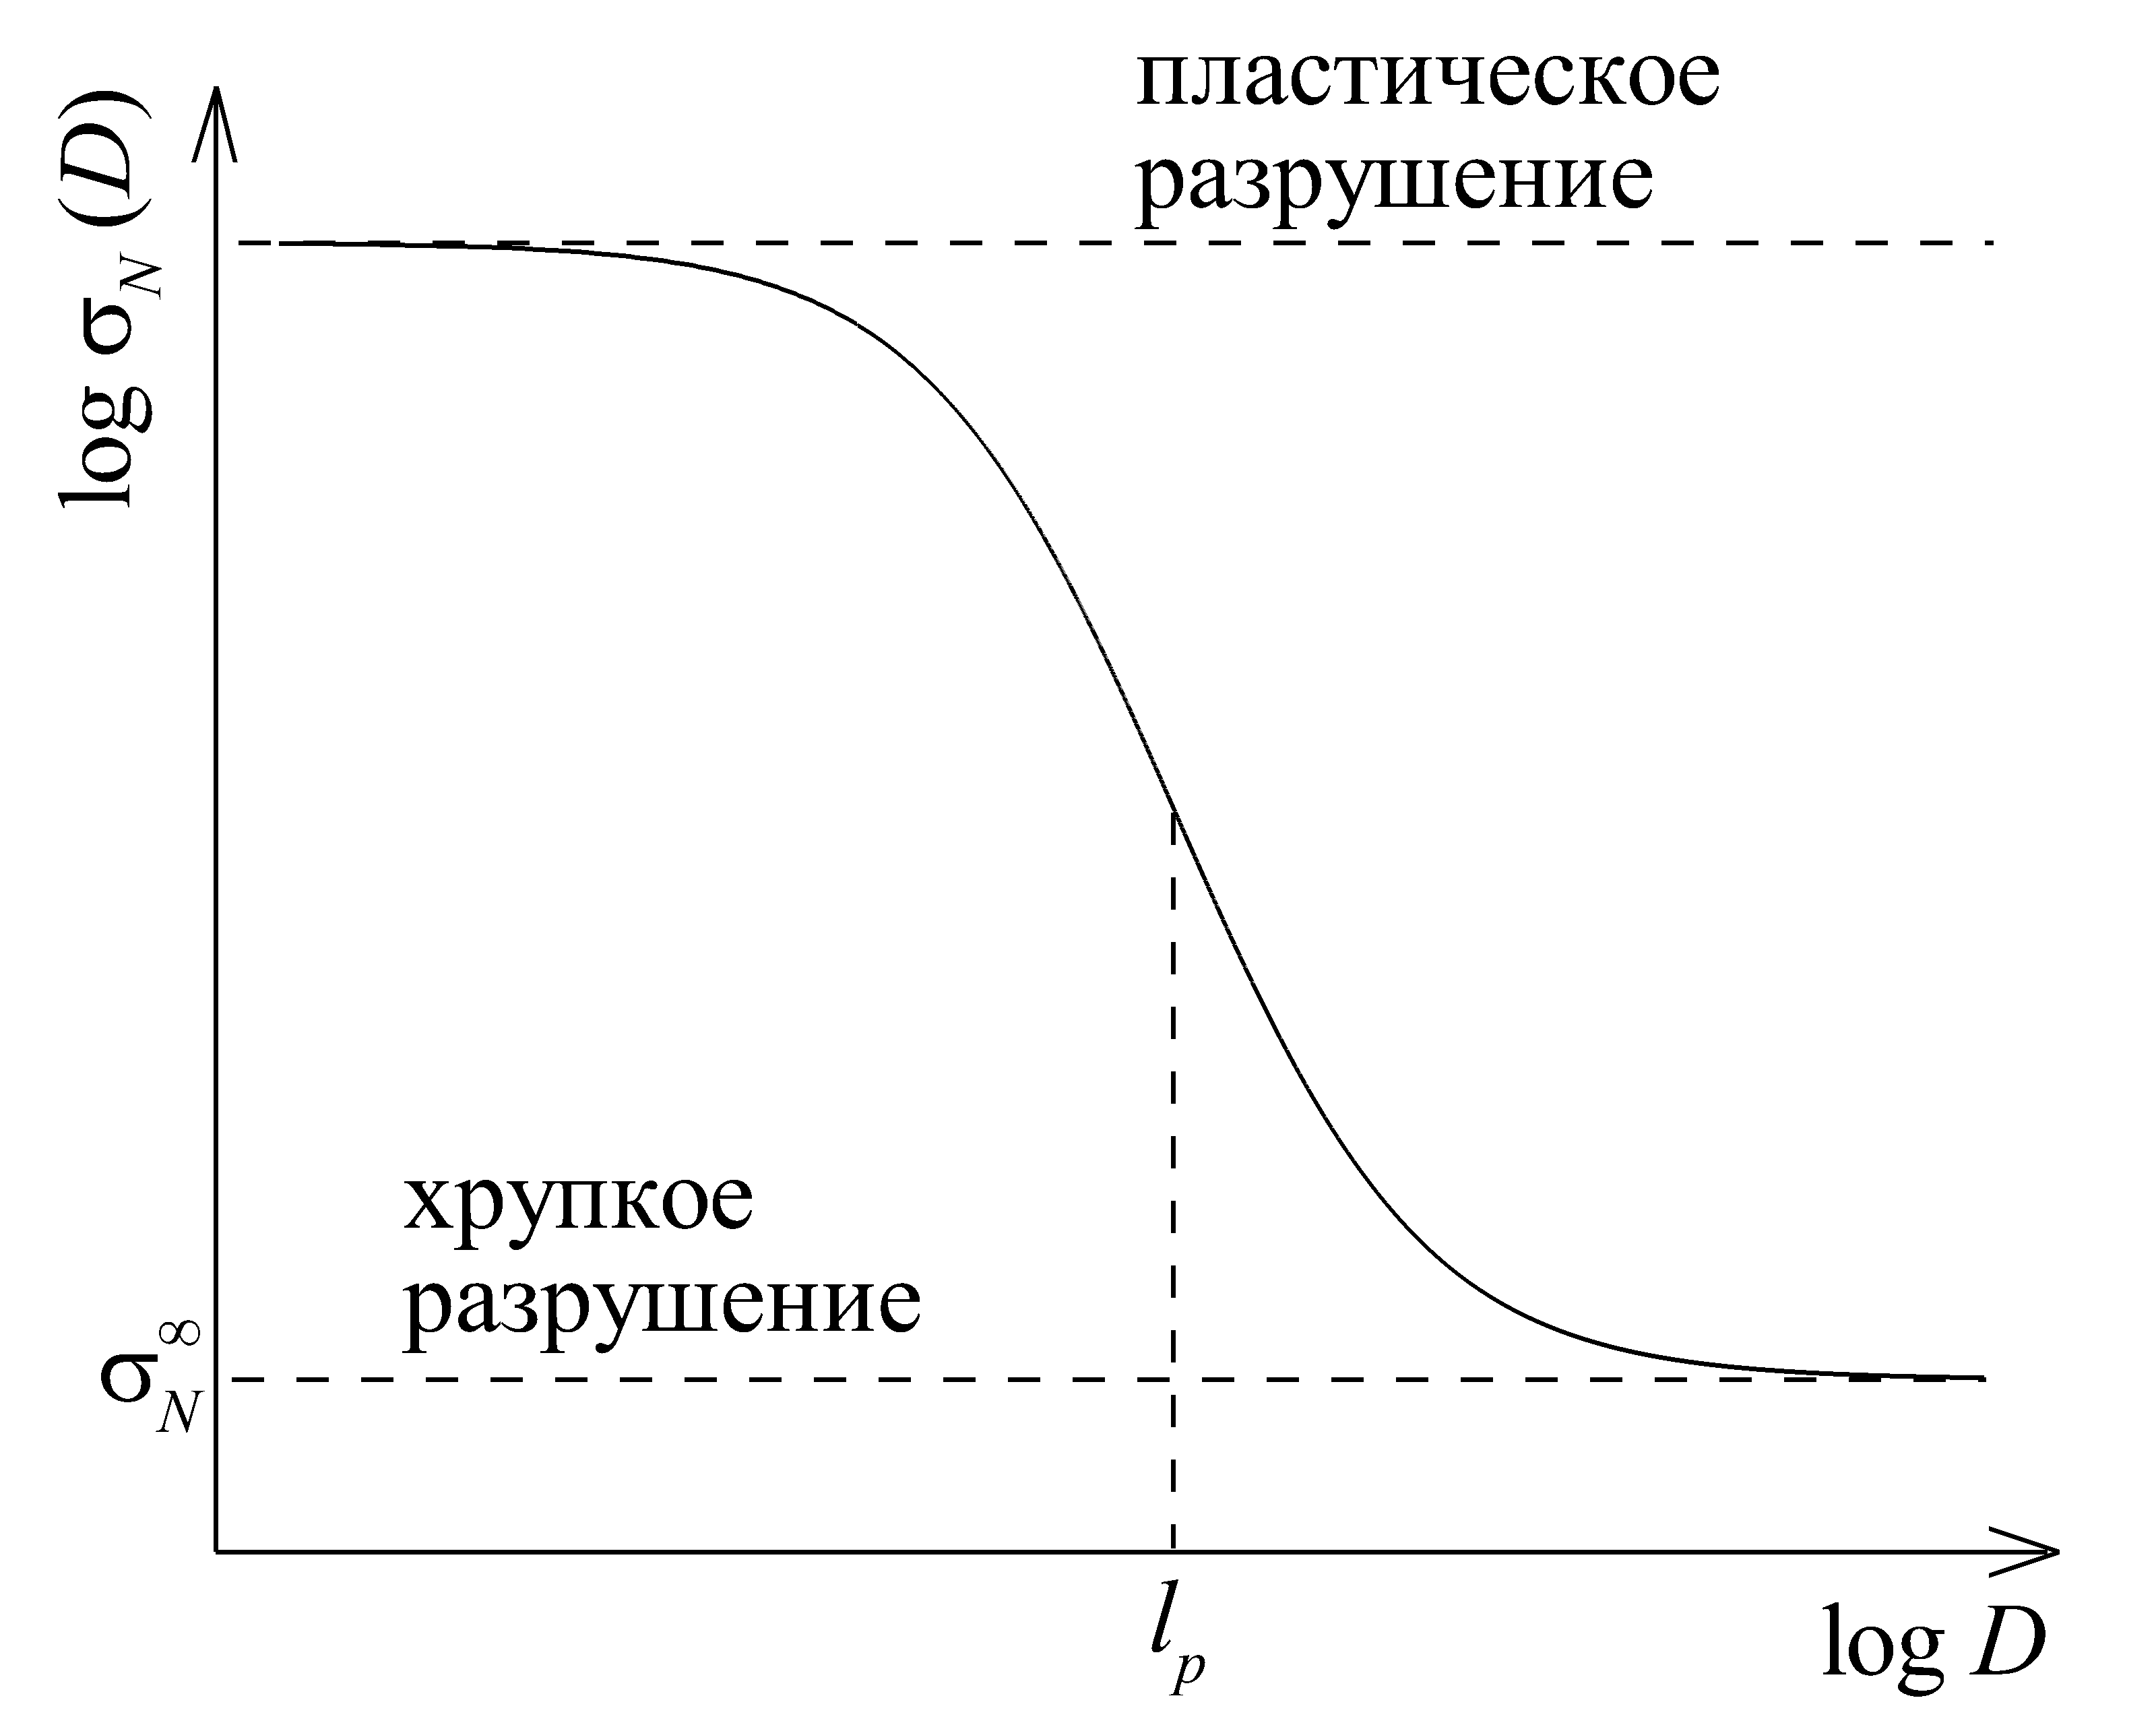 log σN (D)
пластическое
разрушение
хрупкое
разрушение
σN∞
lp
log D